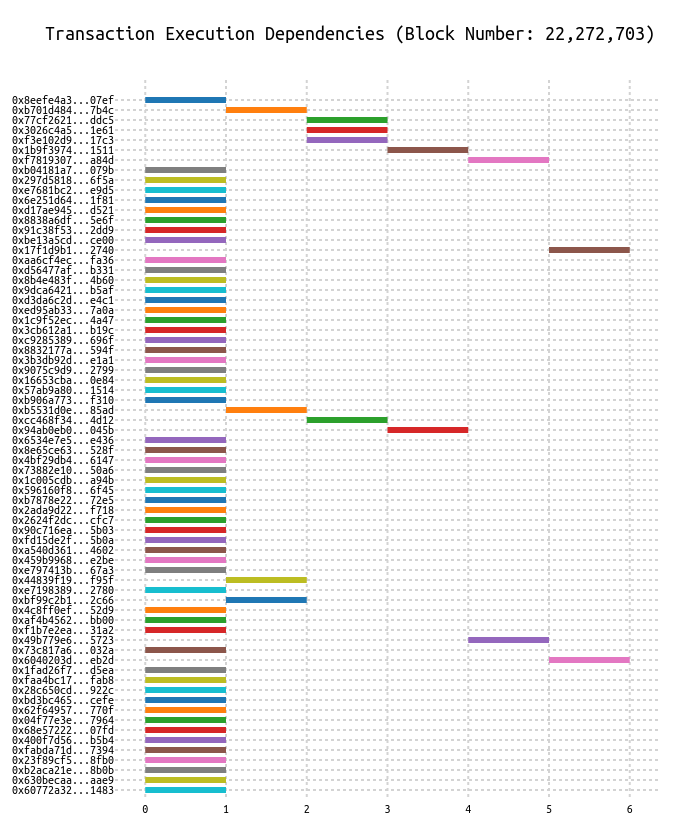 Transaction Execution Dependencies (Block Number: 22,272,703)
0x8eefe4a3...07ef
0xb701d484...7b4c
0x77cf2621...ddc5
0x3026c4a5...1e61
0xf3e102d9...17c3
0x1b9f3974...1511
0xf7819307...a84d
0xb04181a7...079b
0x297d5818...6f5a
0xe7681bc2...e9d5
0x6e251d64...1f81
0xd17ae945...d521
0x8838a6df...5e6f
0x91c38f53...2dd9
0xbe13a5cd...ce00
0x17f1d9b1...2740
0xaa6cf4ec...fa36
0xd56477af...b331
0x8b4e483f...4b60
0x9dca6421...b5af
0xd3da6c2d...e4c1
0xed95ab33...7a0a
0x1c9f52ec...4a47
0x3cb612a1...b19c
0xc9285389...696f
0x8832177a...594f
0x3b3db92d...e1a1
0x9075c9d9...2799
0x16653cba...0e84
0x57ab9a80...1514
0xb906a773...f310
0xb5531d0e...85ad
0xcc468f34...4d12
0x94ab0eb0...045b
0x6534e7e5...e436
0x8e65ce63...528f
0x4bf29db4...6147
0x73882e10...50a6
0x1c005cdb...a94b
0x596160f8...6f45
0xb7878e22...72e5
0x2ada9d22...f718
0x2624f2dc...cfc7
0x90c716ea...5b03
0xfd15de2f...5b0a
0xa540d361...4602
0x459b9968...e2be
0xe797413b...67a3
0x44839f19...f95f
0xe7198389...2780
0xbf99c2b1...2c66
0x4c8ff0ef...52d9
0xaf4b4562...bb00
0xf1b7e2ea...31a2
0x49b779e6...5723
0x73c817a6...032a
0x6040203d...eb2d
0x1fad26f7...d5ea
0xfaa4bc17...fab8
0x28c650cd...922c
0xbd3bc465...cefe
0x62f64957...770f
0x04f77e3e...7964
0x68e57222...07fd
0x400f7d56...b5b4
0xfabda71d...7394
0x23f89cf5...8fb0
0xb2aca21e...8b0b
0x630becaa...aae9
0x60772a32...1483
0 1 2 3 4 5 6